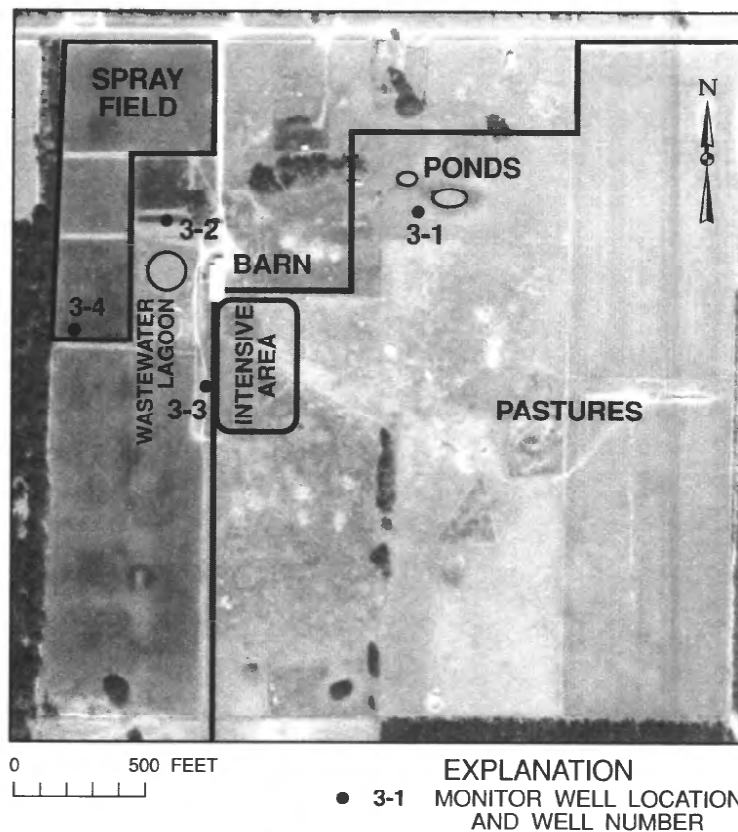 SPRAY
FIELD
N
PONDS
3-1
3-2
BARN
3-4
WASTEWATER
LAGOON
INTENSIVE
AREA
3-3
PASTURES
0 500 FEET
EXPLANATION
● 3-1 MONITOR WELL LOCATION
AND WELL NUMBER